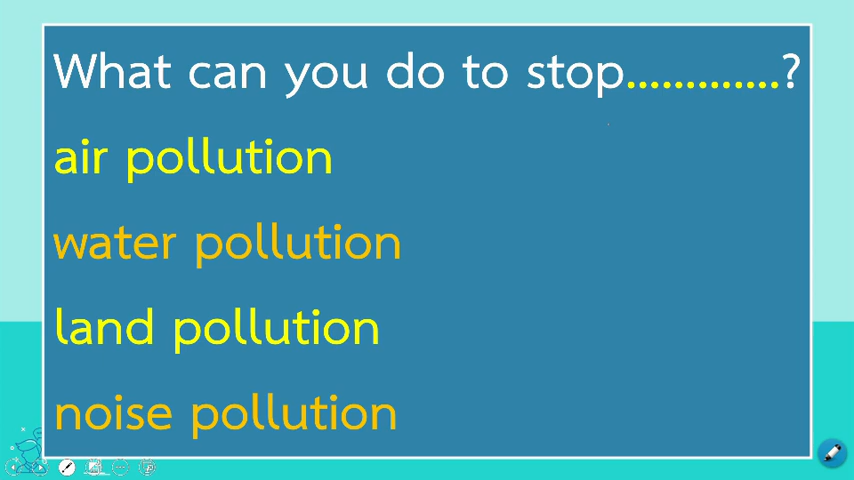 What can you do to stop.............?
air pollution
water pollution
land pollution
noise pollution